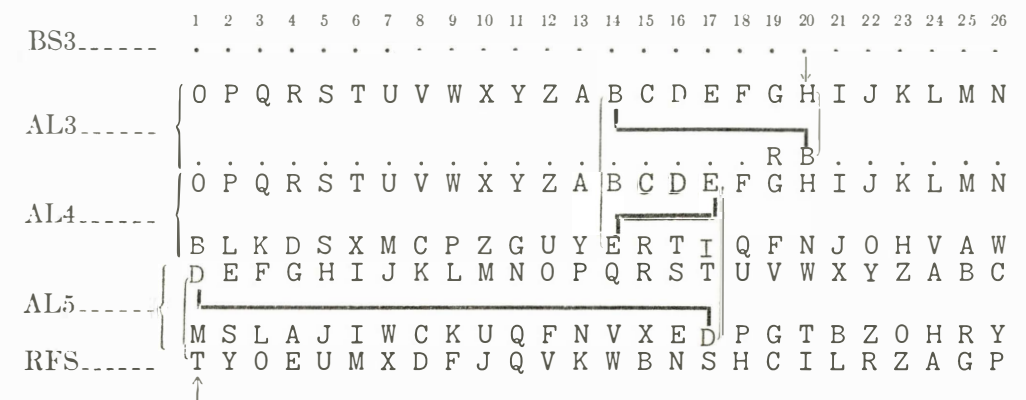 1 2 3 4 5 6 7 8 9 10 11 12 13 14 15 16 17 18 19 20 21 22 23 24 25 26
BS3------ . . . . . . . . . . . . . . . . . . . . . . . . . .
O P Q R S T U V W X Y Z A B C D E F G H I J K L M N
AL3------
. . . . . . . . . . . . . . . . . . R B . . . . . .
O P Q R S T U V W X Y Z A B C D E F G H I J K L M N
AL4------
B L K D S X M C P Z G U Y E R T I Q F N J O H V A W
D E F G H I J K L M N O P Q R S T U V W X Y Z A B C
AL5------
M S L A J I W C K U Q F N V X E D P G T B Z O H R Y
RFS------ T Y O E U M X D F J Q V K W B N S H C I L R Z A G P